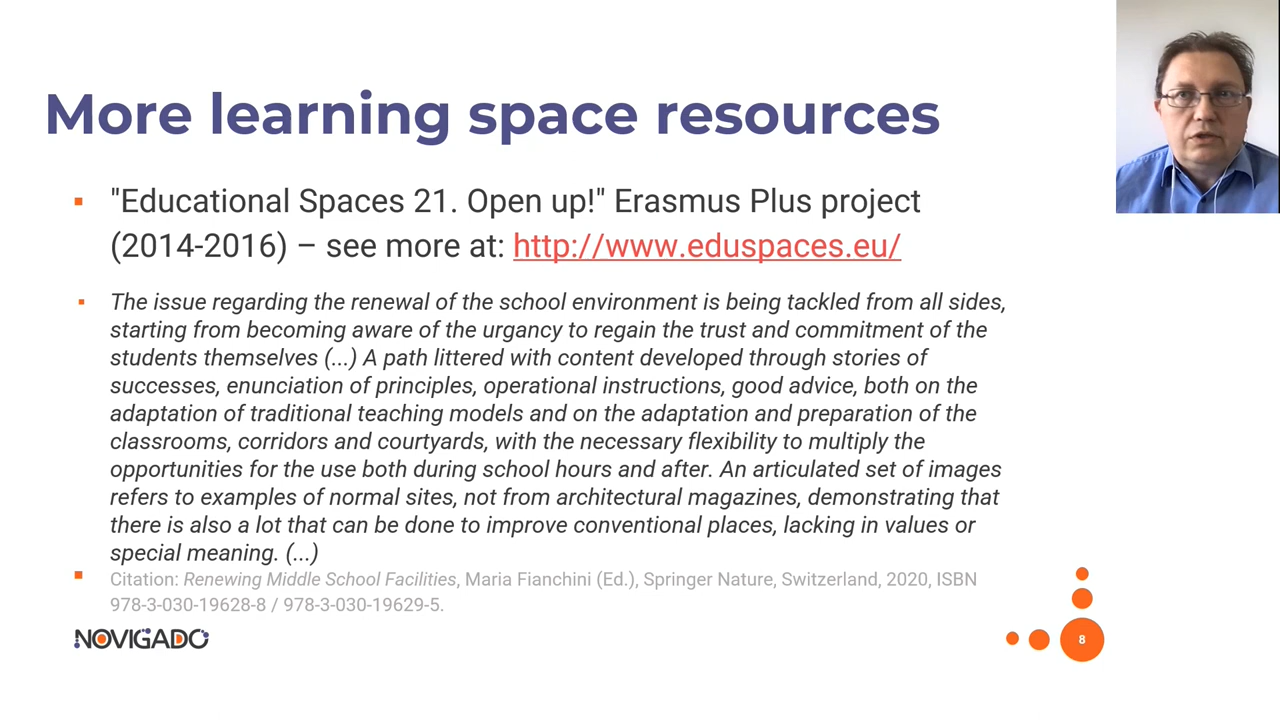 More learning space resources
"Educational Spaces 21. Open up!" Erasmus Plus project
(2014-2016) – see more at: http://www.eduspaces.eu/
The issue regarding the renewal of the school environment is being tackled from all sides,
starting from becoming aware of the urgancy to regain the trust and commitment of the
students themselves (...) A path littered with content developed through stories of
successes, enunciation of principles, operational instructions, good advice, both on the
adaptation of traditional teaching models and on the adaptation and preparation of the
classrooms, corridors and courtyards, with the necessary flexibility to multiply the
opportunities for the use both during school hours and after. An articulated set of images
refers to examples of normal sites, not from architectural magazines, demonstrating that
there is also a lot that can be done to improve conventional places, lacking in values or
special meaning. (...)
Citation: Renewing Middle School Facilities, Maria Fianchini (Ed.), Springer Nature, Switzerland, 2020, ISBN
978-3-030-19628-8 / 978-3-030-19629-5.
NOVIGADO
8